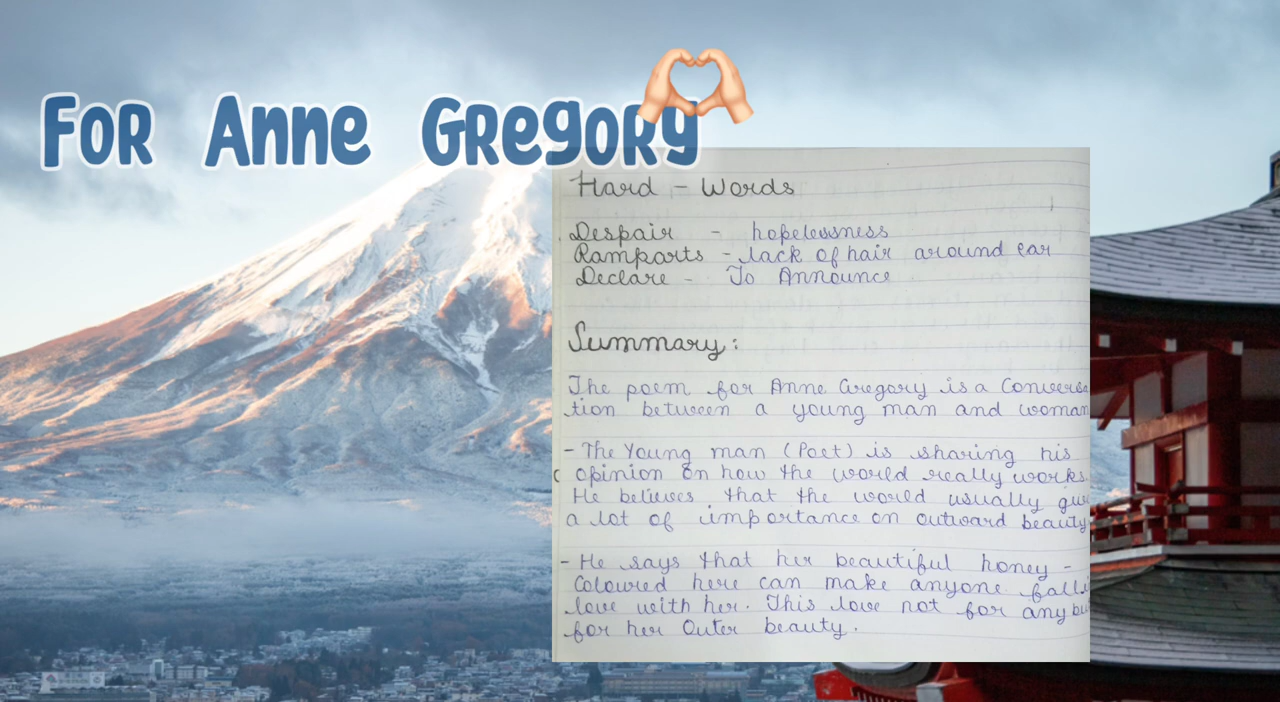 For Anne Gregory
Hard - Words
Despair - hopelessness
Ramparts - lack of hair around ear
Declare - To Announce
Summary:
The poem for Anne Gregory is a Conversa
tion between a young man and woman
- The Young man (Poet) is sharing his
opinion on how the world really works.
He believes that the world usually giv
a lot of importance on outward beauty
- He says that her beautiful honey -
Coloured here can make anyone fall i
love with her. This love not for any bu
for her Outer beauty.